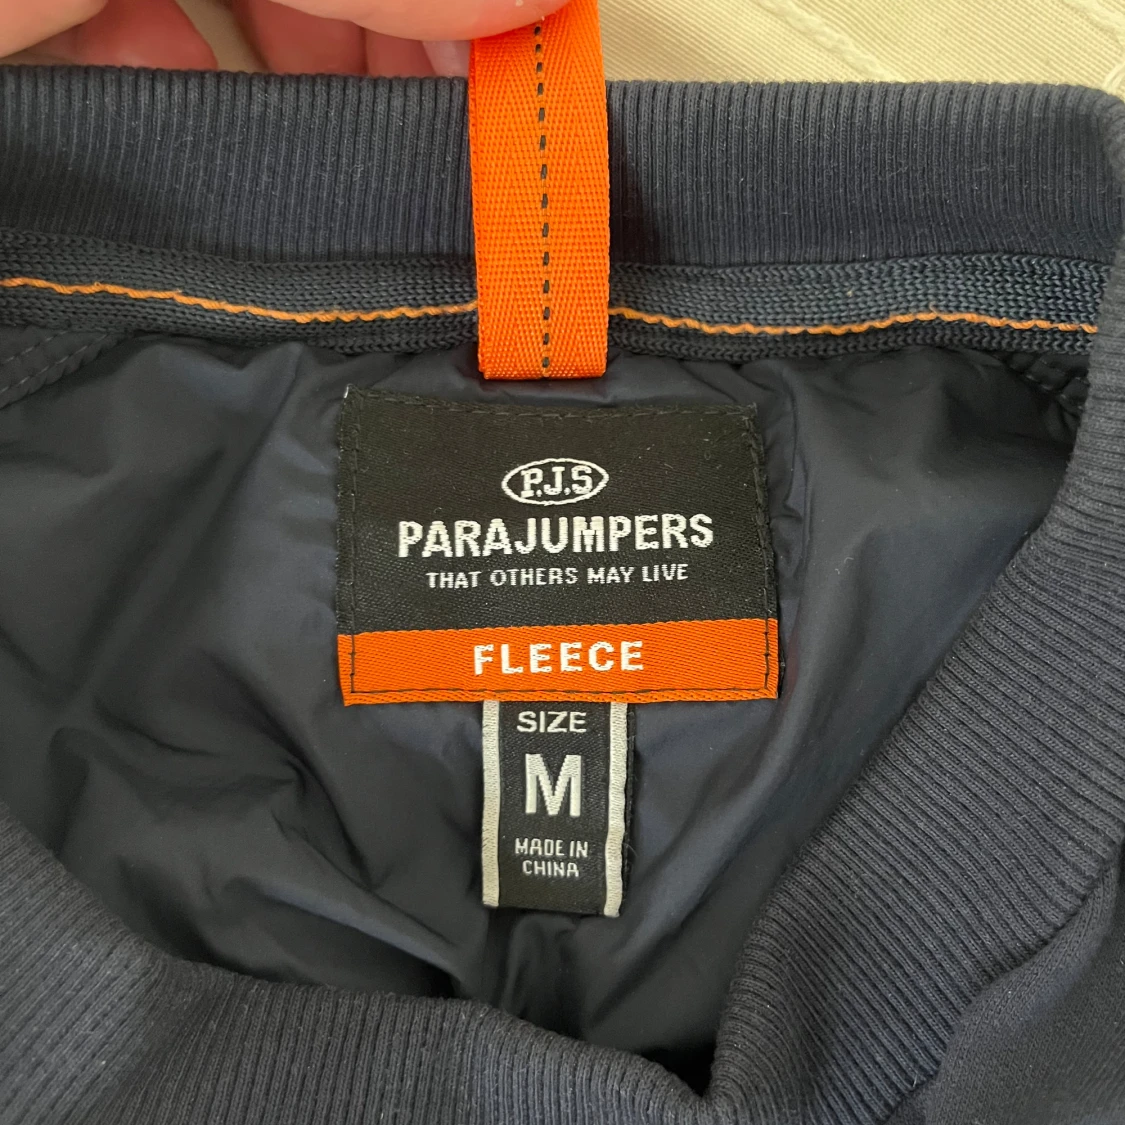 P.J.S
PARAJUMPERS
THAT OTHERS MAY LIVE
FLEECE
SIZE
M
MADE IN
CHINA